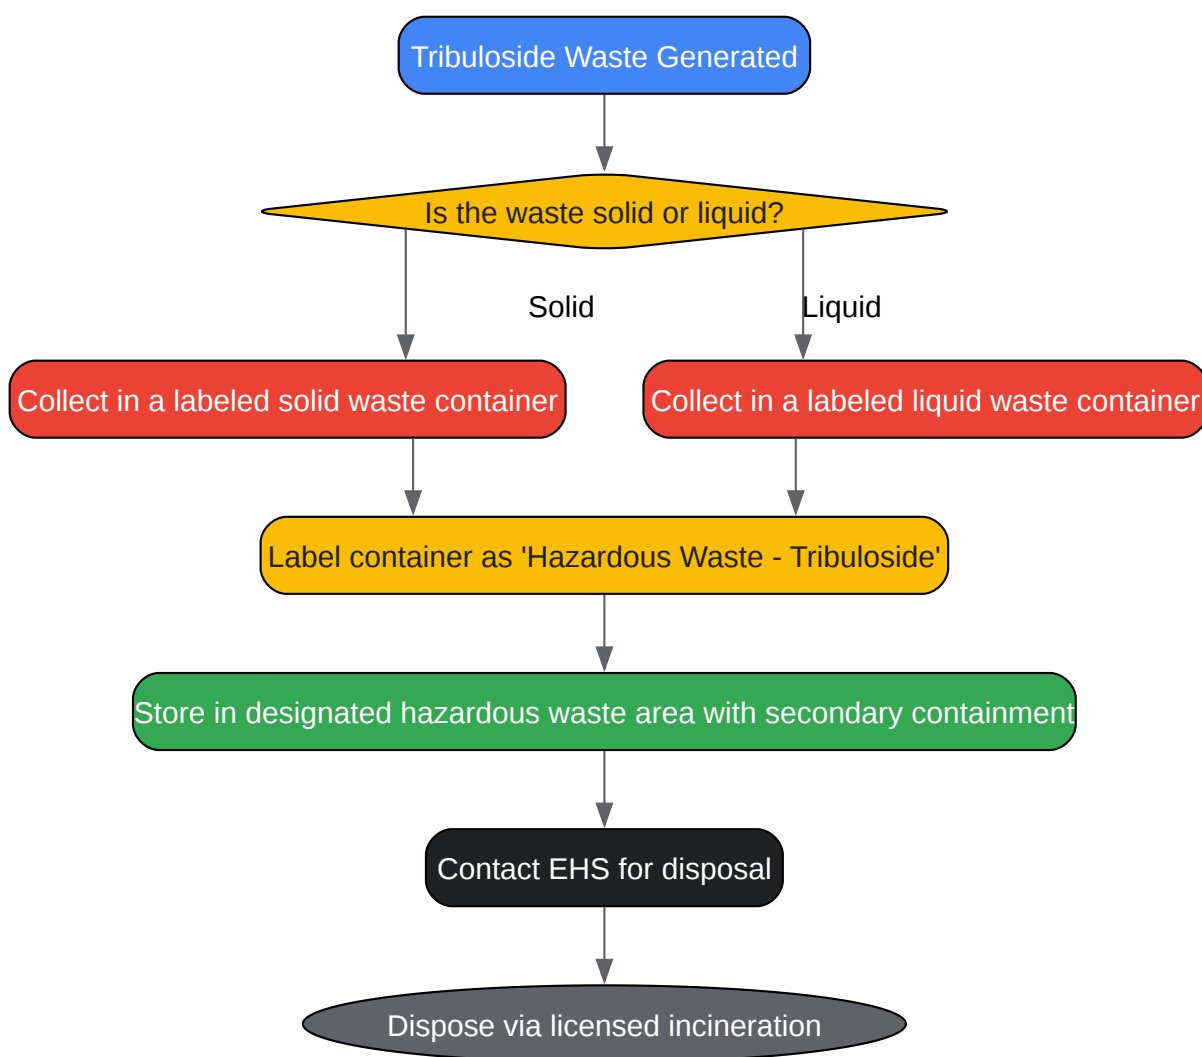 Tribuloside Waste Generated
Is the waste solid or liquid?
Solid
Liquid
Collect in a labeled solid waste container
Collect in a labeled liquid waste container
Label container as 'Hazardous Waste - Tribuloside'
Store in designated hazardous waste area with secondary containment
Contact EHS for disposal
Dispose via licensed incineration